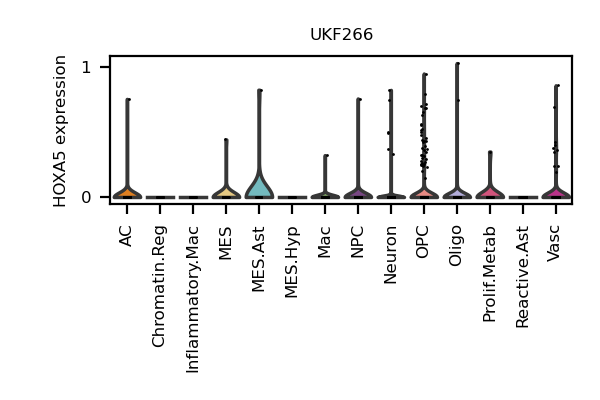 UKF266
HOXA5 expression
1
0
AC
Chromatin.Reg
Inflammatory.Mac
MES
MES.Ast
MES.Hyp
Mac
NPC
Neuron
OPC
Oligo
Prolif.Metab
Reactive.Ast
Vasc